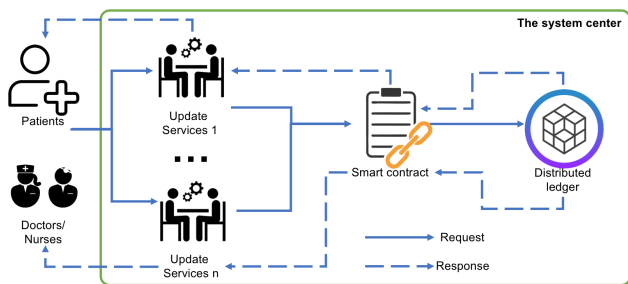 The system center
Patients
Update
Services 1
...
Smart contract
Distributed
ledger
Doctors/
Nurses
Update
Services n
Request
Response